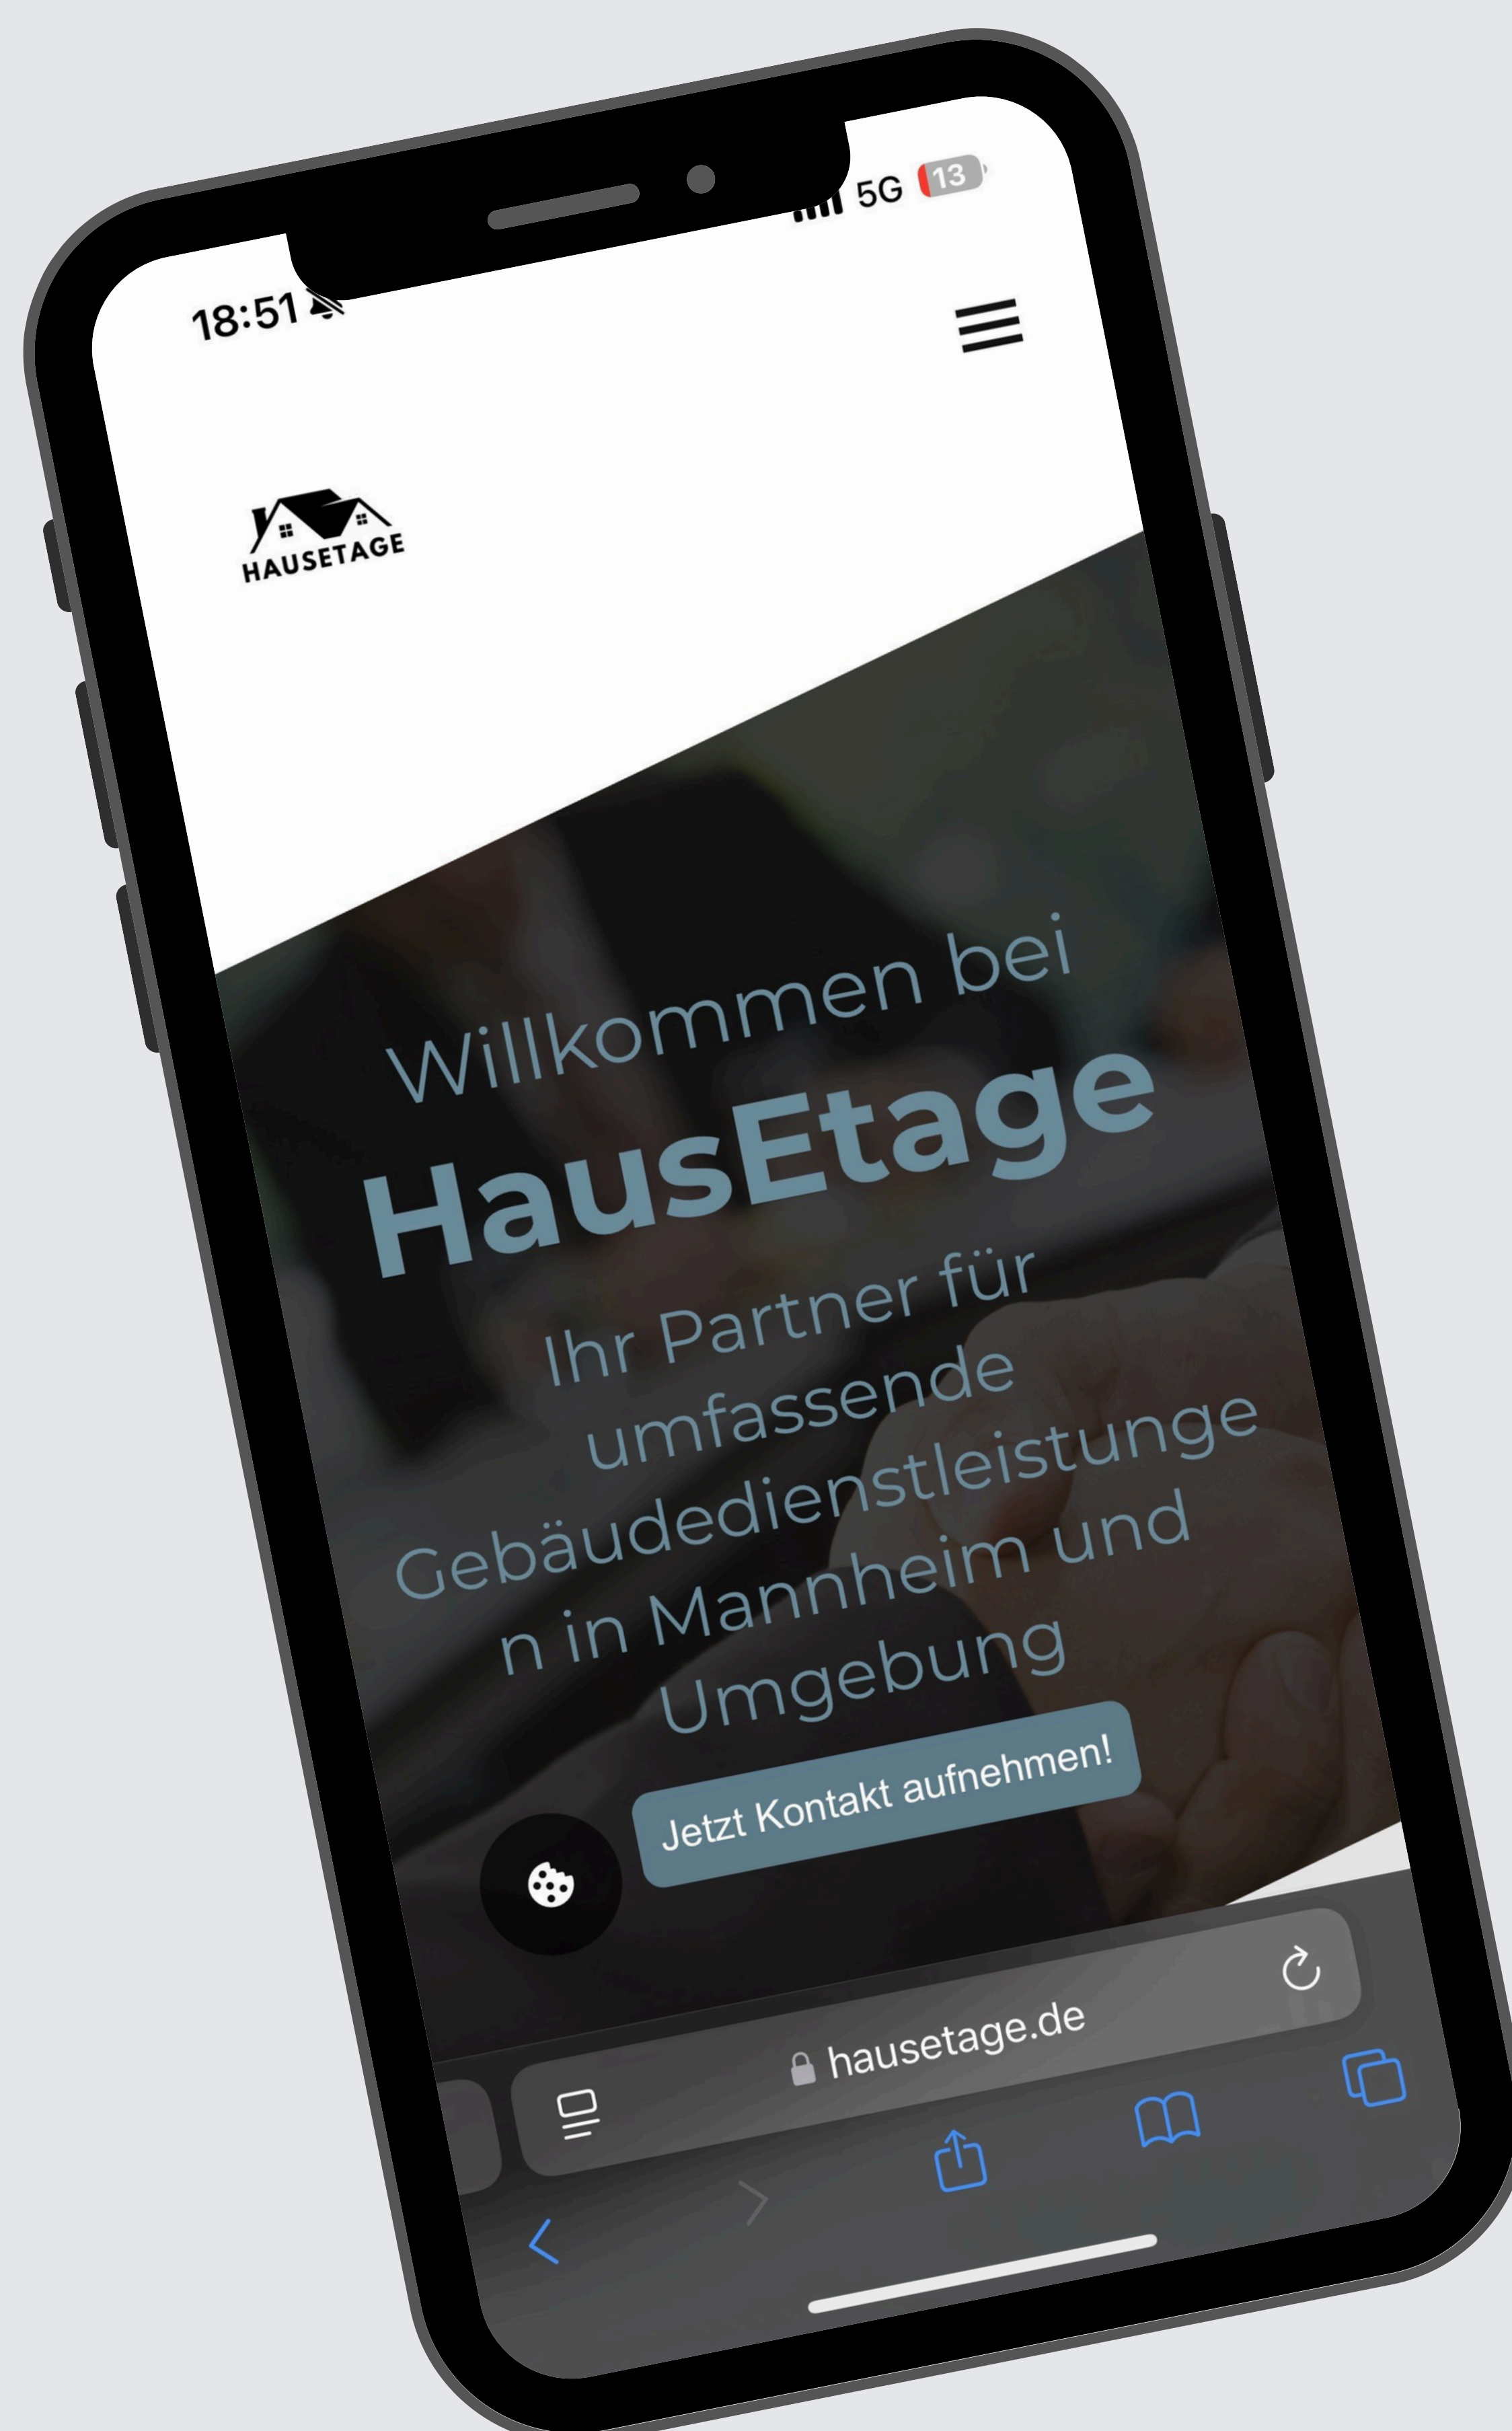 18:51
5G 13
HAUSETAGE
Willkommen bei
HausEtage
Ihr Partner für
umfassende
Gebäudedienstleistunge
n in Mannheim und
Umgebung
Jetzt Kontakt aufnehmen!
hausetage.de